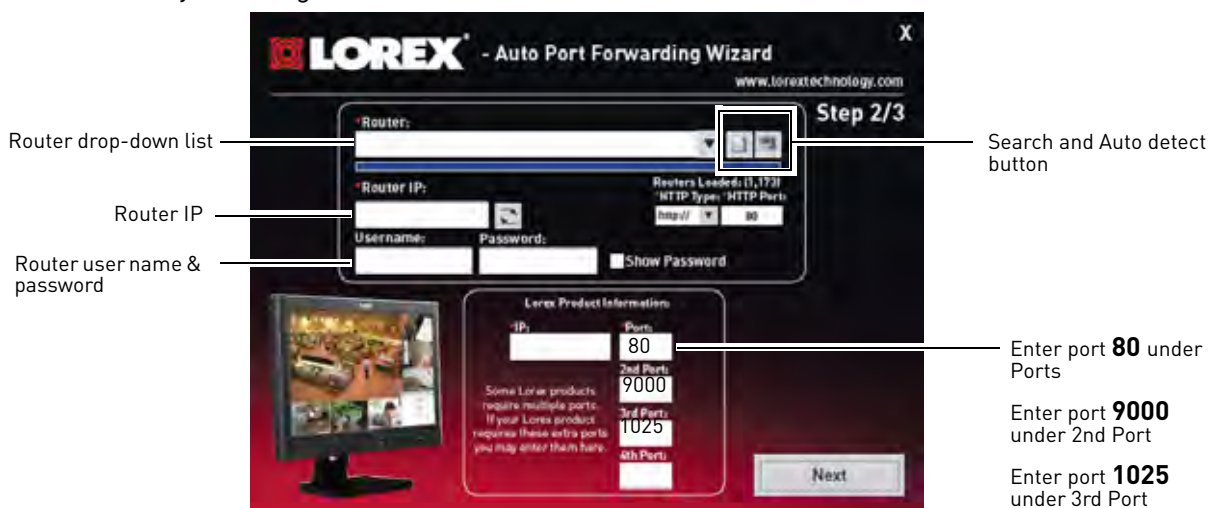 LOREX - Auto Port Forwarding Wizard
X
www.lorextechnology.com
Step 2/3
*Router:
Routers Loaded: (1,173)
*Router IP:
*HTTP Type: *HTTP Port:
http:// 80
Username: Password:
Show Password
Lorex Product Information:
*IP: *Port:
80
2nd Port:
9000
3rd Port:
1025
4th Port:
Some Lorex products
require multiple ports.
If your Lorex product
requires these extra ports
you may enter them here.
Next
Router drop-down list
Router IP
Router user name &
password
Search and Auto detect
button
Enter port 80 under
Ports
Enter port 9000
under 2nd Port
Enter port 1025
under 3rd Port